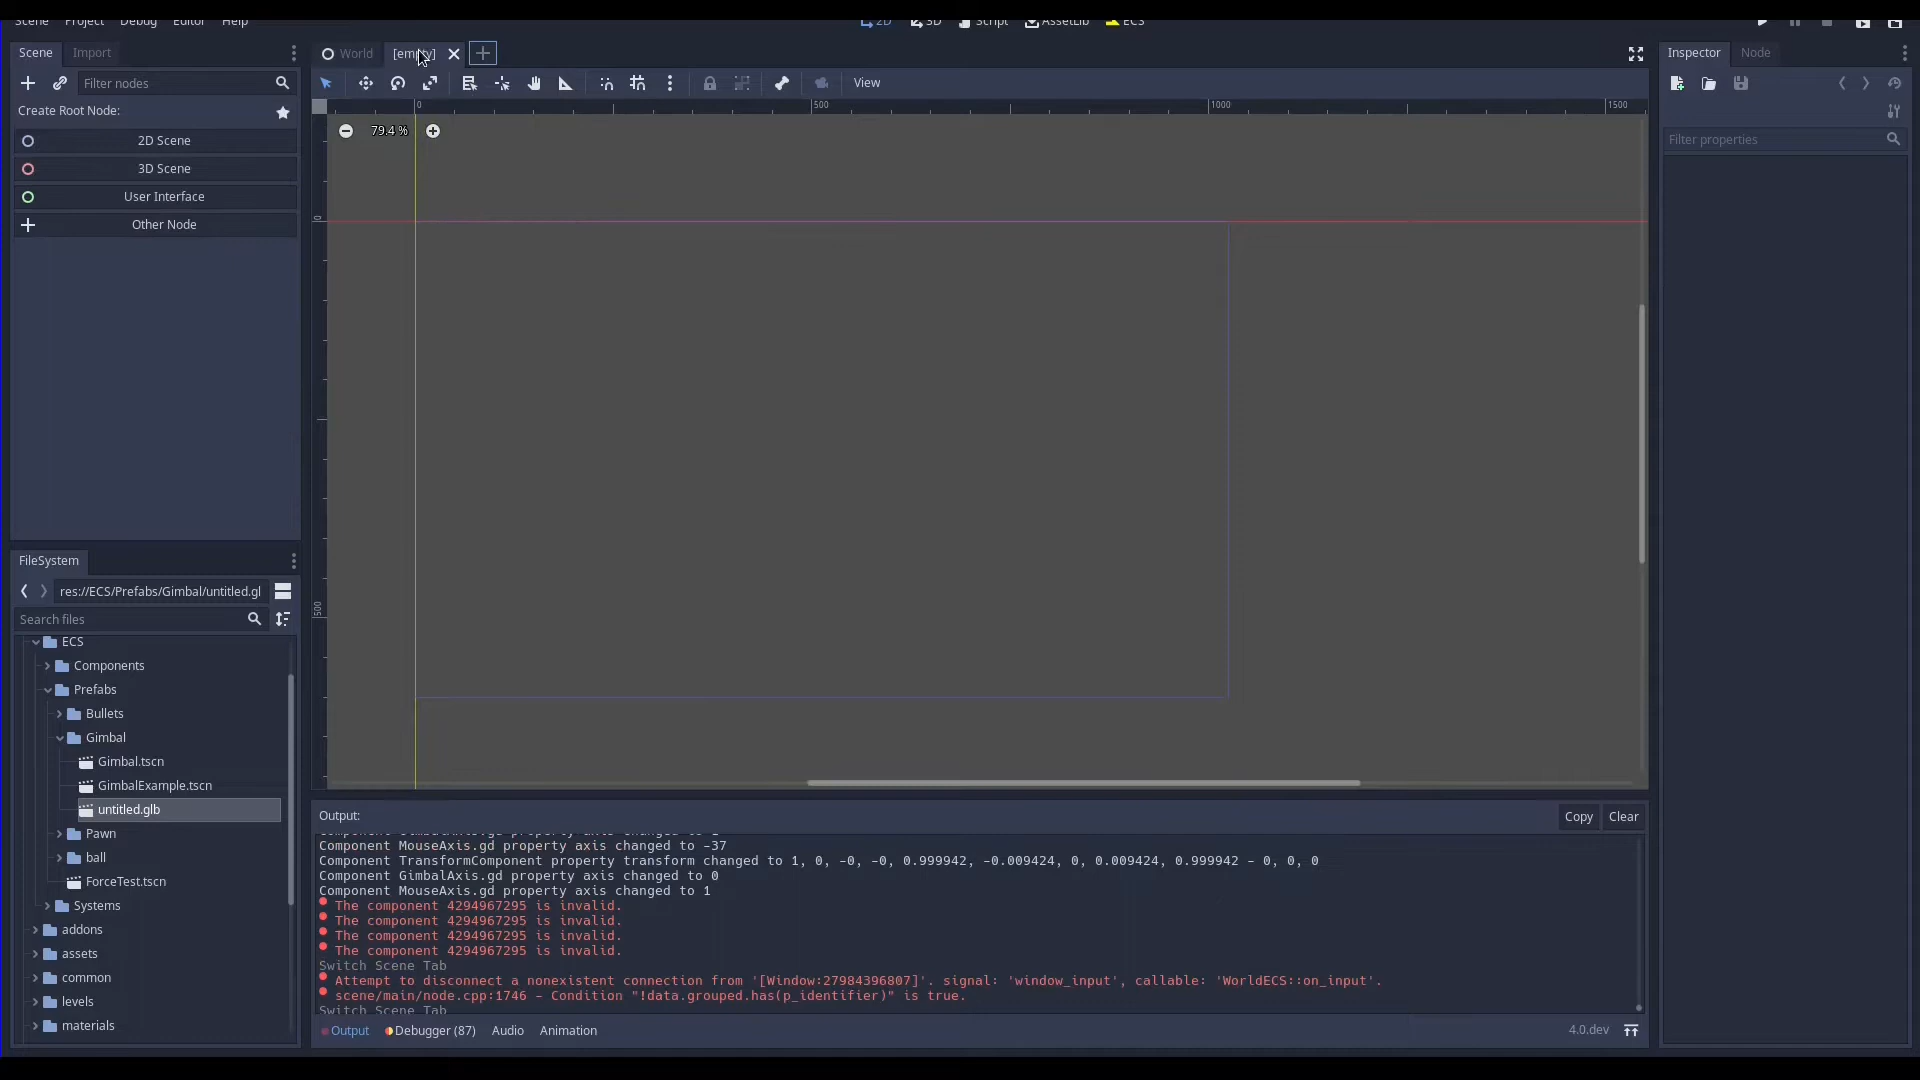 Scene Project Debug Editor Help 2D 3D Script AssetLib ECS
Scene Import World [empty] Inspector Node
Filter nodes View
Create Root Node:
2D Scene
3D Scene
User Interface
Other Node
0 500 1000 1500
79.4 %
0
500
Filter properties
FileSystem
res://ECS/Prefabs/Gimbal/untitled.gl
Search files
ECS
Components
Prefabs
Bullets
Gimbal
Gimbal.tscn
GimbalExample.tscn
untitled.glb
Pawn
ball
ForceTest.tscn
Systems
addons
assets
common
levels
materials
Output: Copy Clear
Component MouseAxis.gd property axis changed to -37
Component TransformComponent property transform changed to 1, 0, -0, -0, 0.999942, -0.009424, 0, 0.009424, 0.999942 - 0, 0, 0
Component GimbalAxis.gd property axis changed to 0
Component MouseAxis.gd property axis changed to 1
The component 4294967295 is invalid.
The component 4294967295 is invalid.
The component 4294967295 is invalid.
The component 4294967295 is invalid.
Switch Scene Tab
Attempt to disconnect a nonexistent connection from '[Window:27984396807]'. signal: 'window_input', callable: 'WorldECS::on_input'.
scene/main/node.cpp:1746 - Condition "!data.grouped.has(p_identifier)" is true.
Switch Scene Tab
Output Debugger (87) Audio Animation 4.0.dev